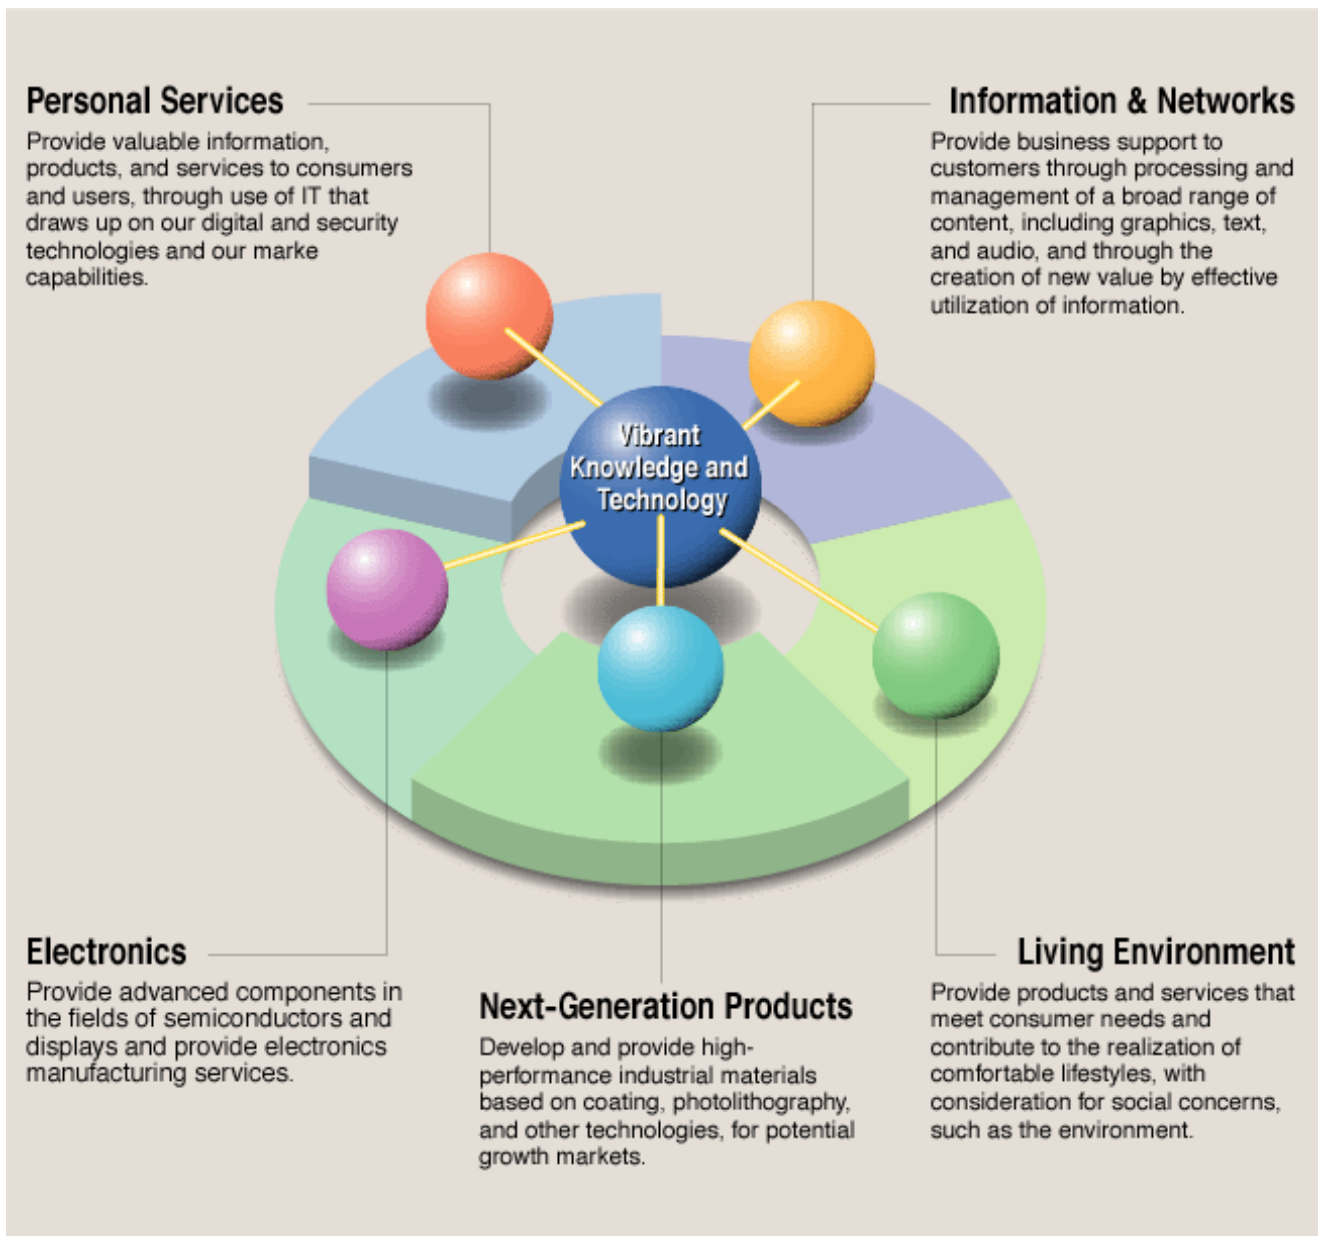 Personal Services
Provide valuable information,
products, and services to consumers
and users, through use of IT that
draws up on our digital and security
technologies and our marke
capabilities.
Information & Networks
Provide business support to
customers through processing and
management of a broad range of
content, including graphics, text,
and audio, and through the
creation of new value by effective
utilization of information.
Vibrant
Knowledge and
Technology
Electronics
Provide advanced components in
the fields of semiconductors and
displays and provide electronics
manufacturing services.
Next-Generation Products
Develop and provide high-
performance industrial materials
based on coating, photolithography,
and other technologies, for potential
growth markets.
Living Environment
Provide products and services that
meet consumer needs and
contribute to the realization of
comfortable lifestyles, with
consideration for social concerns,
such as the environment.